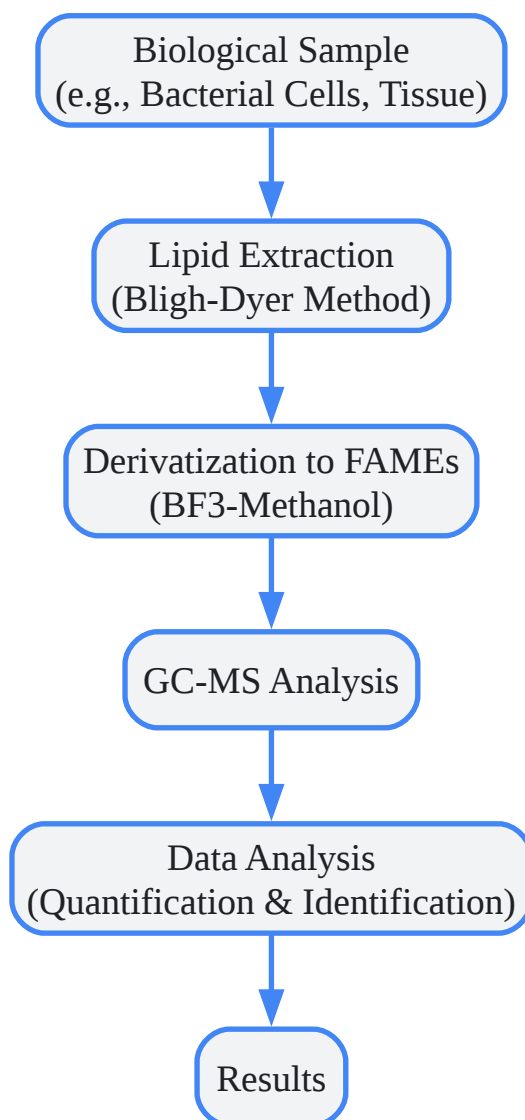 Biological Sample
(e.g., Bacterial Cells, Tissue)
Lipid Extraction
(Bligh-Dyer Method)
Derivatization to FAMEs
(BF3-Methanol)
GC-MS Analysis
Data Analysis
(Quantification & Identification)
Results